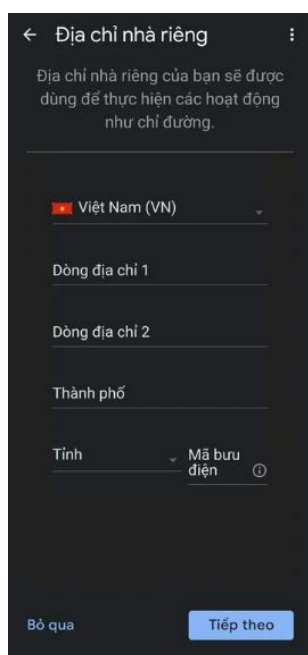 Địa chỉ nhà riêng
Địa chỉ nhà riêng của bạn sẽ được
dùng để thực hiện các hoạt động
như chỉ đường.
Việt Nam (VN)
Dòng địa chỉ 1
Dòng địa chỉ 2
Thành phố
Tỉnh
Mã bưu
điện
Bỏ qua
Tiếp theo